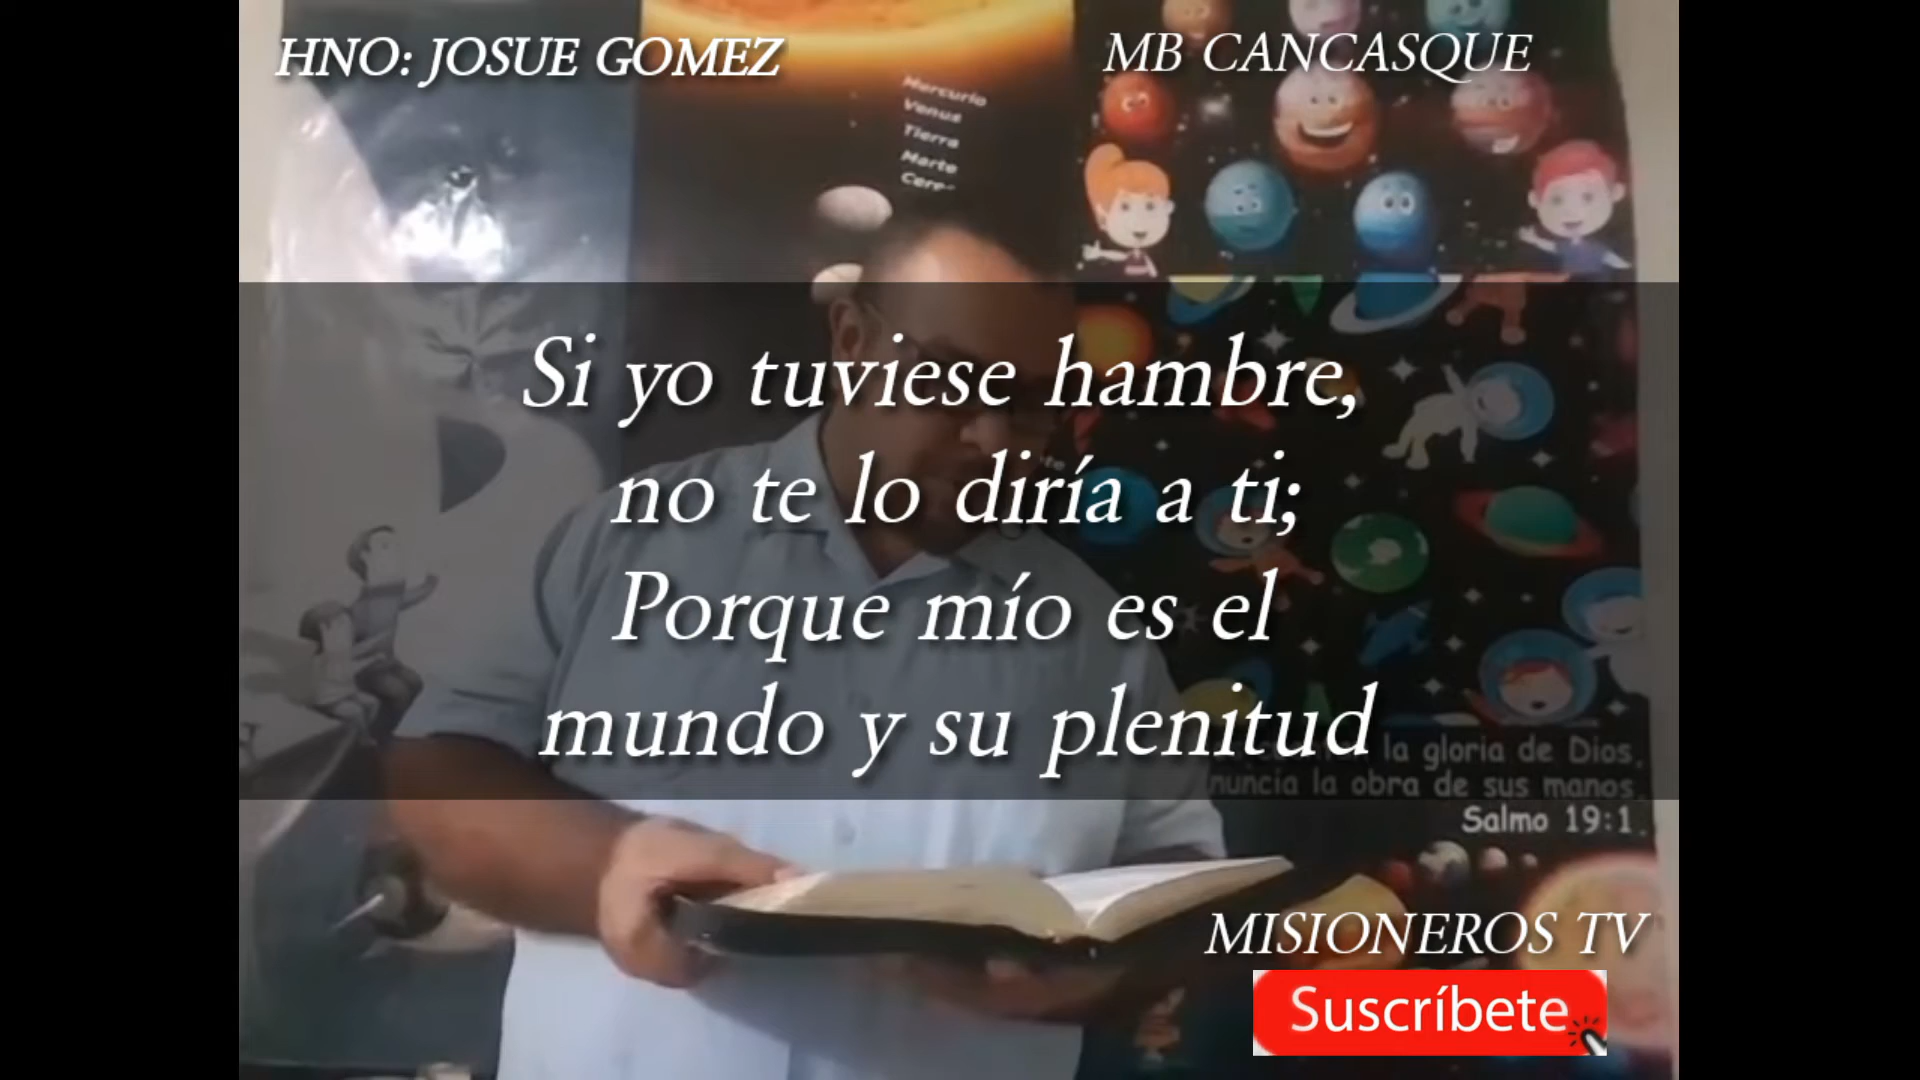 HNO: JOSUE GOMEZ
MB CANCASQUE
Mercurio
Venus
Tierra
Marte
Si yo tuviese hambre,
no te lo diría a ti;
Porque mío es el
mundo y su plenitud
la gloria de Dios,
la obra de sus manos.
Salmo 19:1.
MISIONEROS TV
Suscríbete